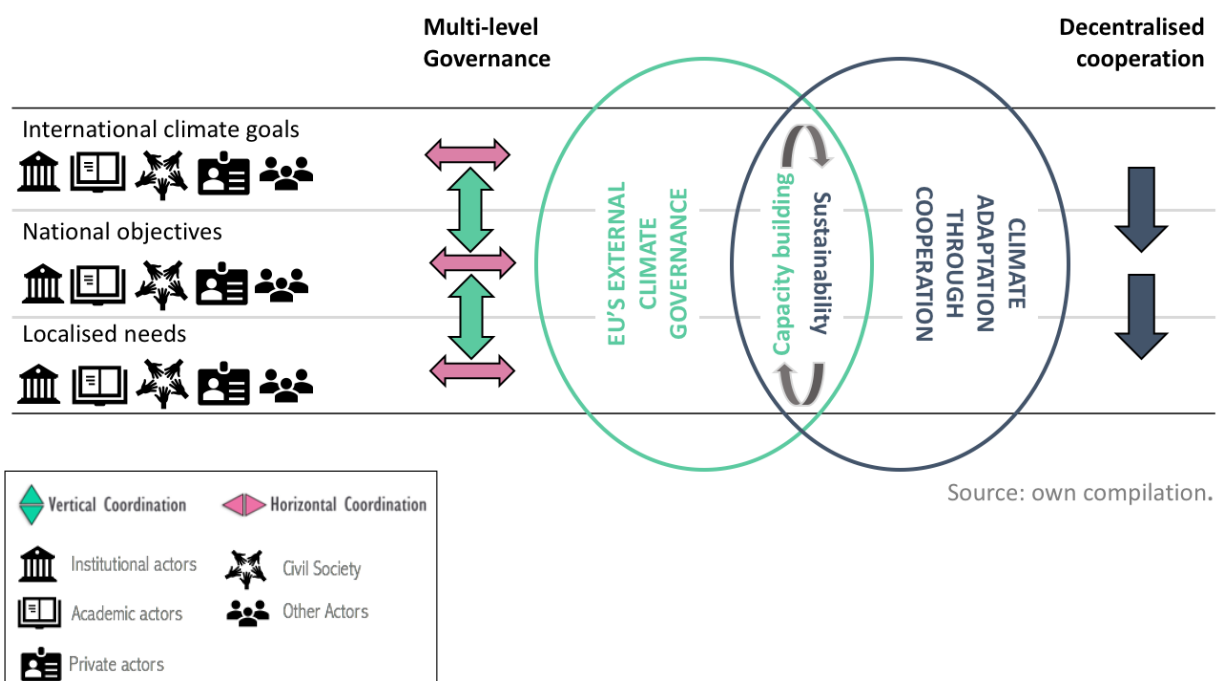 Multi-level
Governance
Decentralised
cooperation
International climate goals
National objectives
Localised needs
EU'S EXTERNAL
CLIMATE
GOVERNANCE
Capacity building
Sustainability
CLIMATE
ADAPTATION
THROUGH
COOPERATION
Source: own compilation.
Vertical Coordination
Horizontal Coordination
Institutional actors
Civil Society
Academic actors
Other Actors
Private actors